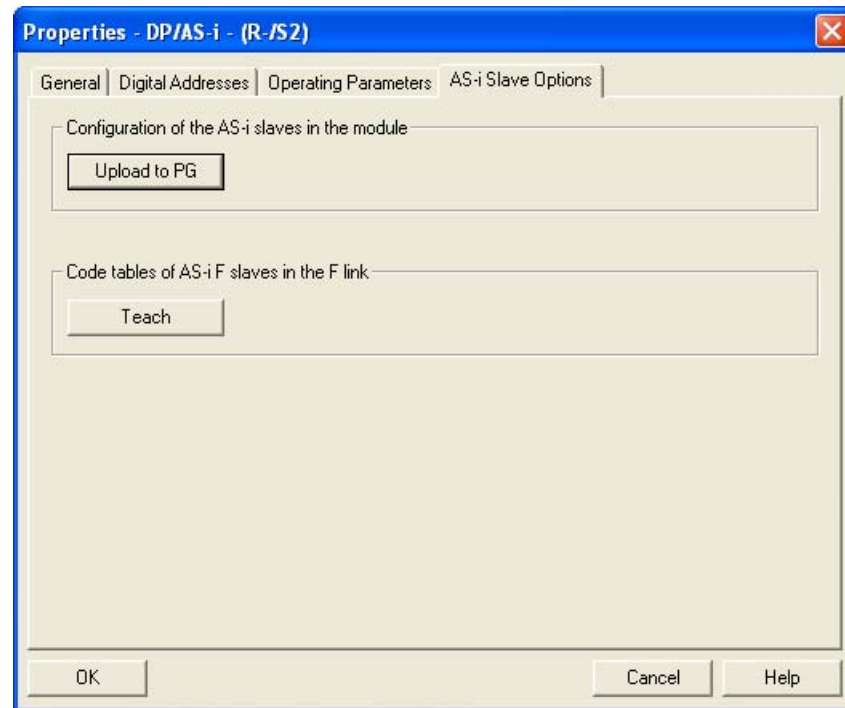 Properties - DP/AS-i - (R-/S2)
General Digital Addresses Operating Parameters AS-i Slave Options
Configuration of the AS-i slaves in the module
Upload to PG
Code tables of AS-i F slaves in the F link
Teach
OK Cancel Help